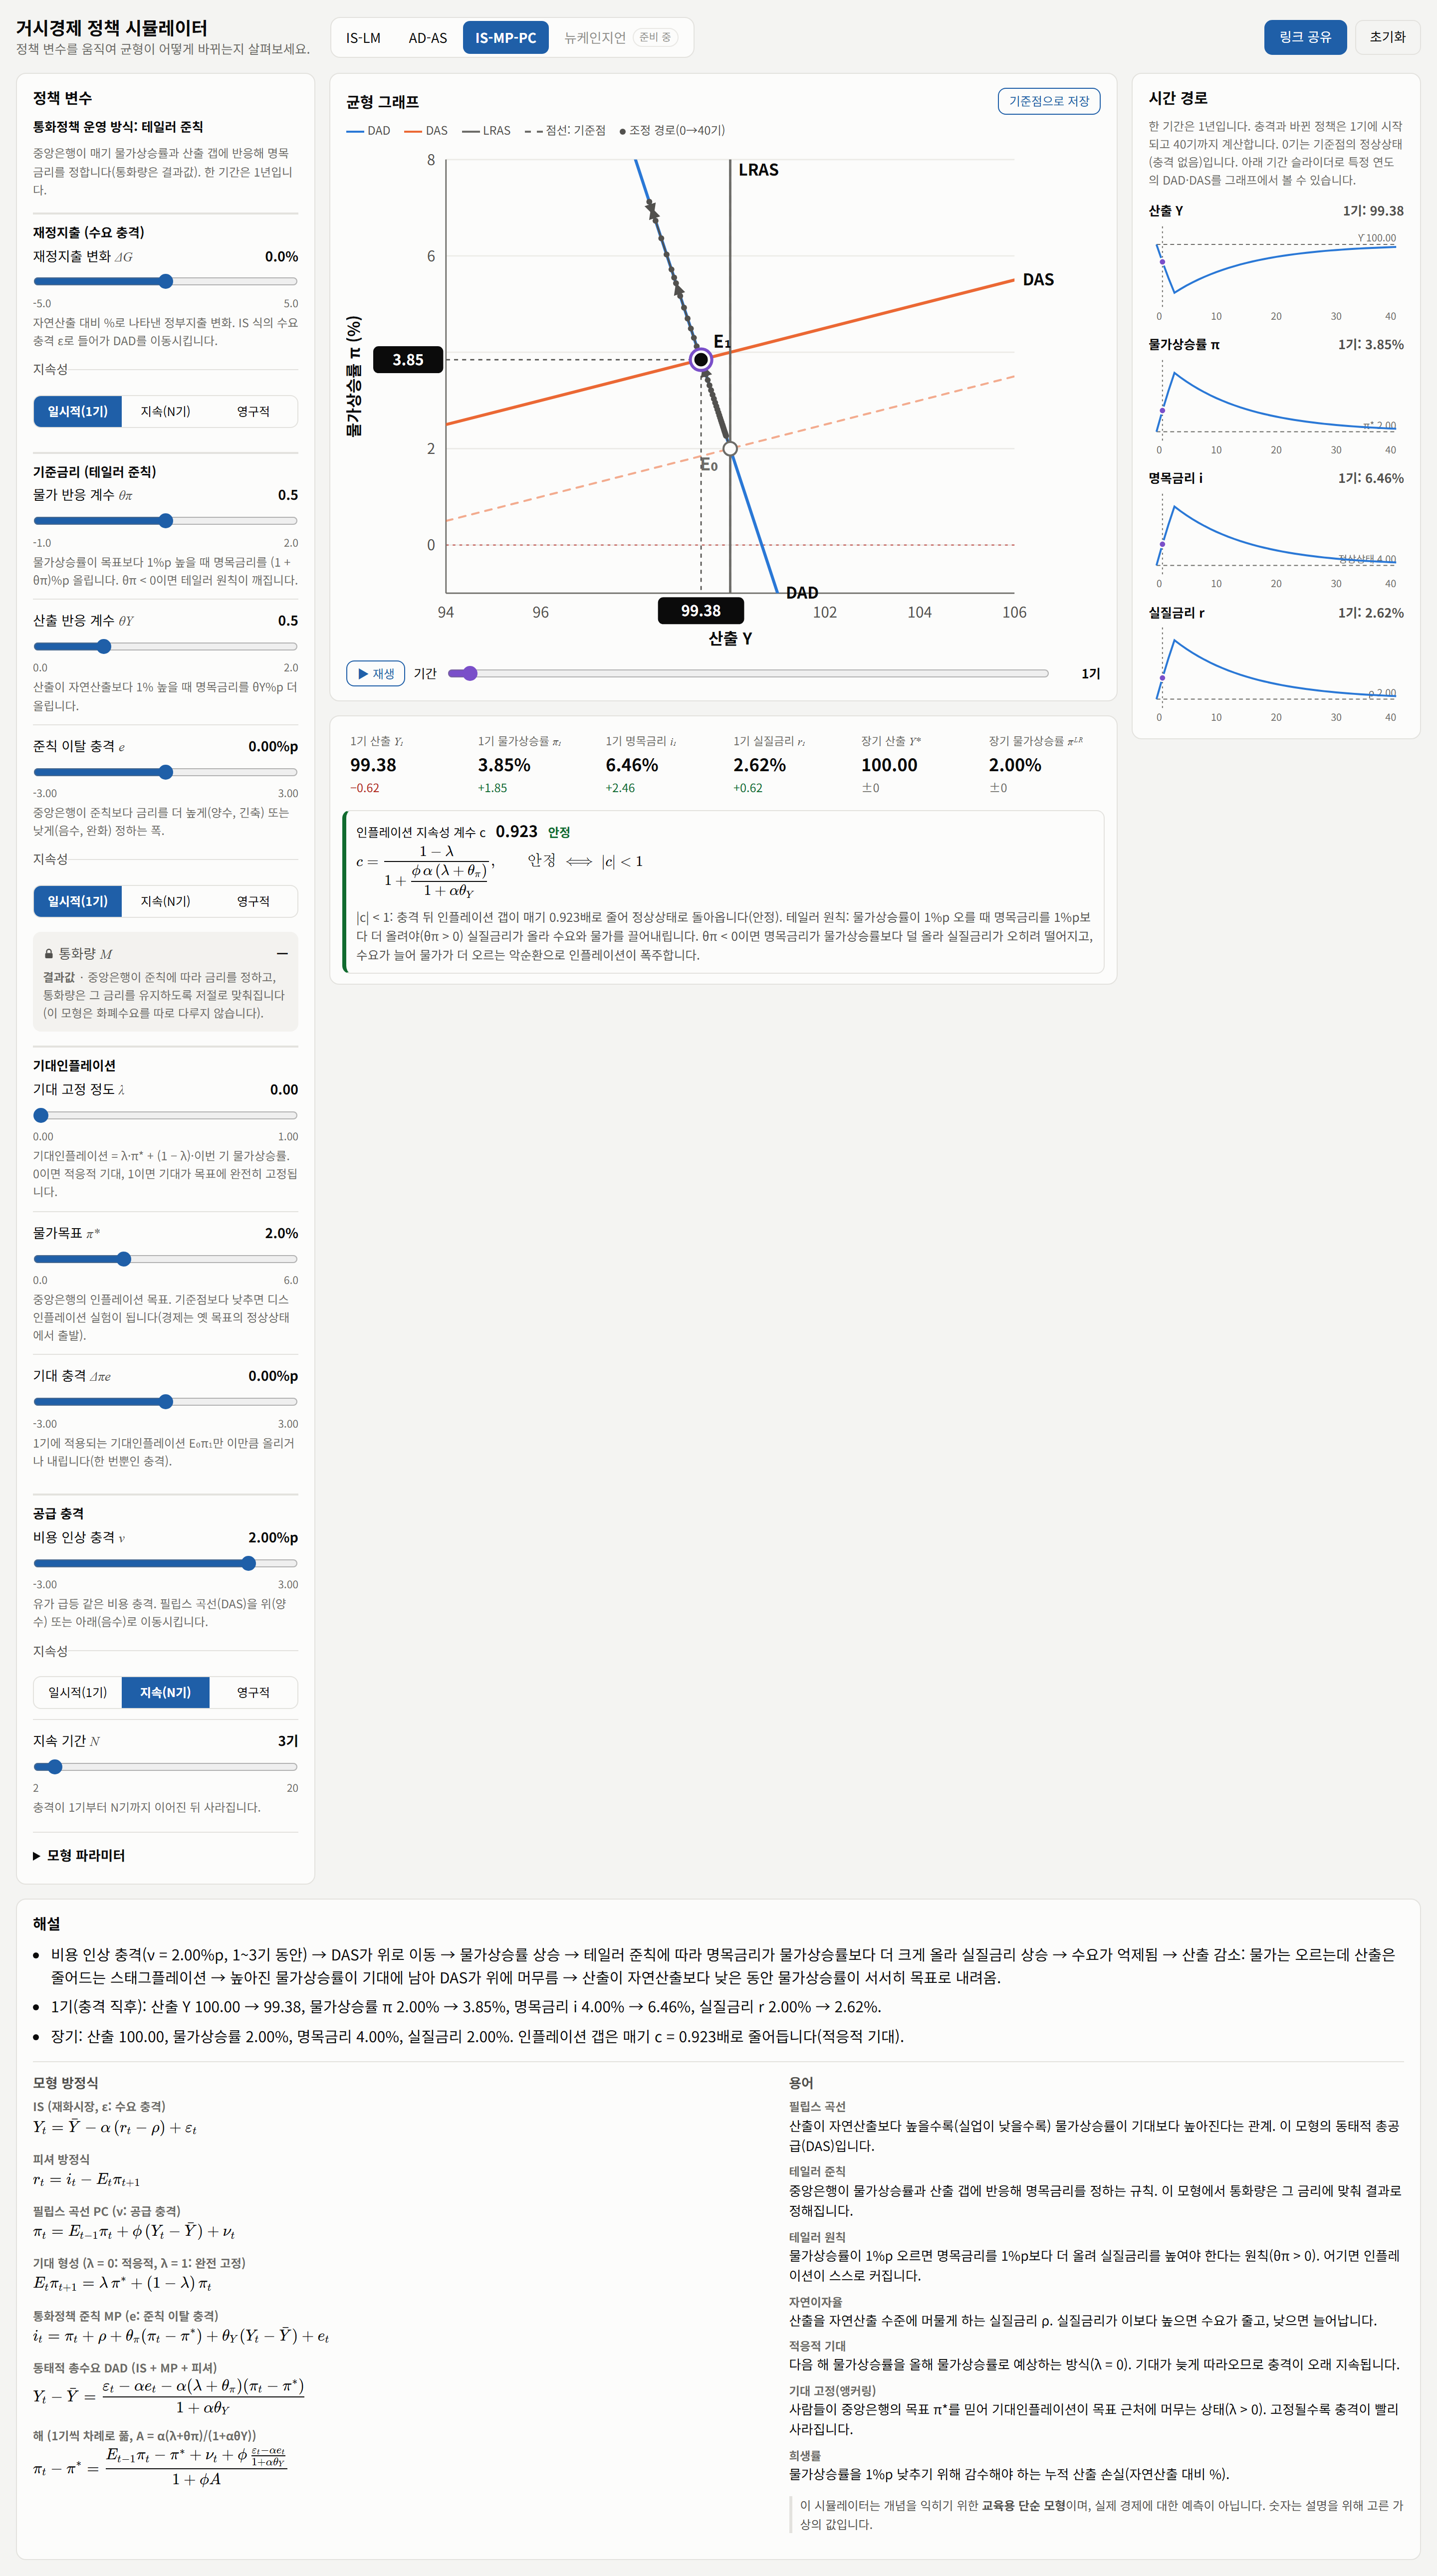 거시경제 정책 시뮬레이터
정책 변수를 움직여 균형이 어떻게 바뀌는지 살펴보세요.
IS-LM AD-AS IS-MP-PC 뉴케인지언 준비 중
링크 공유 초기화
정책 변수
통화정책 운영 방식: 테일러 준칙
중앙은행이 매기 물가상승률과 산출 갭에 반응해 명목
금리를 정합니다(통화량은 결과값). 한 기간은 1년입니
다.
재정지출 (수요 충격)
재정지출 변화 ΔG 0.0%
-5.0 5.0
자연산출 대비 %로 나타낸 정부지출 변화. IS 식의 수요
충격 ε로 들어가 DAD를 이동시킵니다.
지속성
일시적(1기) 지속(N기) 영구적
기준금리 (테일러 준칙)
물가 반응 계수 θπ 0.5
-1.0 2.0
물가상승률이 목표보다 1%p 높을 때 명목금리를 (1 +
θπ)%p 올립니다. θπ < 0이면 테일러 원칙이 깨집니다.
산출 반응 계수 θY 0.5
0.0 2.0
산출이 자연산출보다 1% 높을 때 명목금리를 θY%p 더
올립니다.
준칙 이탈 충격 e 0.00%p
-3.00 3.00
중앙은행이 준칙보다 금리를 더 높게(양수, 긴축) 또는
낮게(음수, 완화) 정하는 폭.
지속성
일시적(1기) 지속(N기) 영구적
통화량 M —
결과값 · 중앙은행이 준칙에 따라 금리를 정하고,
통화량은 그 금리를 유지하도록 저절로 맞춰집니다
(이 모형은 화폐수요를 따로 다루지 않습니다).
기대인플레이션
기대 고정 정도 λ 0.00
0.00 1.00
기대인플레이션 = λ·π* + (1 − λ)·이번 기 물가상승률.
0이면 적응적 기대, 1이면 기대가 목표에 완전히 고정됩
니다.
물가목표 π* 2.0%
0.0 6.0
중앙은행의 인플레이션 목표. 기준점보다 낮추면 디스
인플레이션 실험이 됩니다(경제는 옛 목표의 정상상태
에서 출발).
기대 충격 Δπe 0.00%p
-3.00 3.00
1기에 적용되는 기대인플레이션 E₀π₁만 이만큼 올리거
나 내립니다(한 번뿐인 충격).
공급 충격
비용 인상 충격 ν 2.00%p
-3.00 3.00
유가 급등 같은 비용 충격. 필립스 곡선(DAS)을 위(양
수) 또는 아래(음수)로 이동시킵니다.
지속성
일시적(1기) 지속(N기) 영구적
지속 기간 N 3기
2 20
충격이 1기부터 N기까지 이어진 뒤 사라집니다.
▶ 모형 파라미터
균형 그래프
기준점으로 저장
DAD DAS LRAS 점선: 기준점 조정 경로(0→40기)
8
6
2
0
물가상승률 π (%)
LRAS
DAS
E₁
3.85
E₀
DAD
94 96 99.38 102 104 106
산출 Y
▶ 재생 기간 1기
1기 산출 Yₜ 1기 물가상승률 πₜ 1기 명목금리 iₜ 1기 실질금리 rₜ 장기 산출 Y* 장기 물가상승률 πᴸᴿ
99.38 3.85% 6.46% 2.62% 100.00 2.00%
−0.62 +1.85 +2.46 +0.62 ±0 ±0
인플레이션 지속성 계수 c 0.923 안정
c = (1 − λ) / (1 + ϕ α (λ + θπ) / (1 + αθY)), 안정 ⟺ |c| < 1
|c| < 1: 충격 뒤 인플레이션 갭이 매기 0.923배로 줄어 정상상태로 돌아옵니다(안정). 테일러 원칙: 물가상승률이 1%p 오를 때 명목금리를 1%p보
다 더 올려야(θπ > 0) 실질금리가 올라 수요와 물가를 끌어내립니다. θπ < 0이면 명목금리가 물가상승률보다 덜 올라 실질금리가 오히려 떨어지고,
수요가 늘어 물가가 더 오르는 악순환으로 인플레이션이 폭주합니다.
시간 경로
한 기간은 1년입니다. 충격과 바뀐 정책은 1기에 시작
되고 40기까지 계산합니다. 0기는 기준점의 정상상태
(충격 없음)입니다. 아래 기간 슬라이더로 특정 연도
의 DAD·DAS를 그래프에서 볼 수 있습니다.
산출 Y 1기: 99.38
Ȳ 100.00
0 10 20 30 40
물가상승률 π 1기: 3.85%
π* 2.00
0 10 20 30 40
명목금리 i 1기: 6.46%
정상상태 4.00
0 10 20 30 40
실질금리 r 1기: 2.62%
ρ 2.00
0 10 20 30 40
해설
• 비용 인상 충격(ν = 2.00%p, 1~3기 동안) → DAS가 위로 이동 → 물가상승률 상승 → 테일러 준칙에 따라 명목금리가 물가상승률보다 더 크게 올라 실질금리 상승 → 수요가 억제됨 → 산출 감소: 물가는 오르는데 산출은
줄어드는 스태그플레이션 → 높아진 물가상승률이 기대에 남아 DAS가 위에 머무름 → 산출이 자연산출보다 낮은 동안 물가상승률이 서서히 목표로 내려옴.
• 1기(충격 직후): 산출 Y 100.00 → 99.38, 물가상승률 π 2.00% → 3.85%, 명목금리 i 4.00% → 6.46%, 실질금리 r 2.00% → 2.62%.
• 장기: 산출 100.00, 물가상승률 2.00%, 명목금리 4.00%, 실질금리 2.00%. 인플레이션 갭은 매기 c = 0.923배로 줄어듭니다(적응적 기대).
모형 방정식
IS (재화시장, ε: 수요 충격)
Yₜ = Ȳ − α (rₜ − ρ) + εₜ
피셔 방정식
rₜ = iₜ − Eₜπₜ₊₁
필립스 곡선 PC (ν: 공급 충격)
πₜ = Eₜ₋₁πₜ + ϕ (Yₜ − Ȳ) + νₜ
기대 형성 (λ = 0: 적응적, λ = 1: 완전 고정)
Eₜπₜ₊₁ = λ π* + (1 − λ) πₜ
통화정책 준칙 MP (e: 준칙 이탈 충격)
iₜ = πₜ + ρ + θπ(πₜ − π*) + θY(Yₜ − Ȳ) + eₜ
동태적 총수요 DAD (IS + MP + 피셔)
Yₜ − Ȳ = (εₜ − αeₜ − α(λ + θπ)(πₜ − π*)) / (1 + αθY)
해 (1기씩 차례로 풂, A = α(λ+θπ)/(1+αθY))
πₜ − π* = (Eₜ₋₁πₜ − π* + νₜ + ϕ (εₜ−αeₜ)/(1+αθY)) / (1 + ϕA)
용어
필립스 곡선
산출이 자연산출보다 높을수록(실업이 낮을수록) 물가상승률이 기대보다 높아진다는 관계. 이 모형의 동태적 총공
급(DAS)입니다.
테일러 준칙
중앙은행이 물가상승률과 산출 갭에 반응해 명목금리를 정하는 규칙. 이 모형에서 통화량은 그 금리에 맞춰 결과로
정해집니다.
테일러 원칙
물가상승률이 1%p 오르면 명목금리를 1%p보다 더 올려 실질금리를 높여야 한다는 원칙(θπ > 0). 어기면 인플레
이션이 스스로 커집니다.
자연이자율
산출을 자연산출 수준에 머물게 하는 실질금리 ρ. 실질금리가 이보다 높으면 수요가 줄고, 낮으면 늘어납니다.
적응적 기대
다음 해 물가상승률을 올해 물가상승률로 예상하는 방식(λ = 0). 기대가 늦게 따라오므로 충격이 오래 지속됩니다.
기대 고정(앵커링)
사람들이 중앙은행의 목표 π*를 믿어 기대인플레이션이 목표 근처에 머무는 상태(λ > 0). 고정될수록 충격이 빨리
사라집니다.
희생률
물가상승률을 1%p 낮추기 위해 감수해야 하는 누적 산출 손실(자연산출 대비 %).
이 시뮬레이터는 개념을 익히기 위한 교육용 단순 모형이며, 실제 경제에 대한 예측이 아닙니다. 숫자는 설명을 위해 고른 가
상의 값입니다.